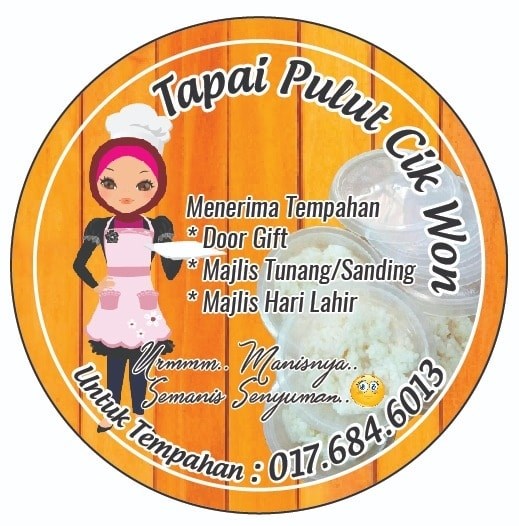 Tapai Pulut Cik Won
Menerima Tempahan
* Door Gift
* Majlis Tunang/Sanding
* Majlis Hari Lahir
Urmmm.. Manisnya..
Semanis Senyuman..
Untuk Tempahan : 017.684.6013